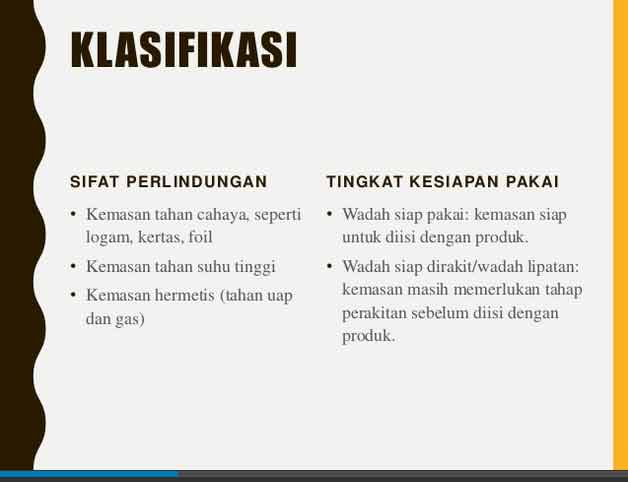 KLASIFIKASI
SIFAT PERLINDUNGAN
• Kemasan tahan cahaya, seperti
logam, kertas, foil
• Kemasan tahan suhu tinggi
• Kemasan hermetis (tahan uap
dan gas)
TINGKAT KESIAPAN PAKAI
• Wadah siap pakai: kemasan siap
untuk diisi dengan produk.
• Wadah siap dirakit/wadah lipatan:
kemasan masih memerlukan tahap
perakitan sebelum diisi dengan
produk.